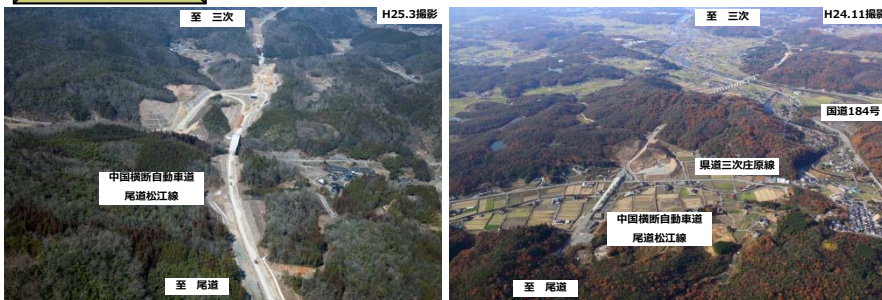 至 三次
H25.3撮影
中国横断自動車道
尾道松江線
至 尾道
至 三次
H24.11撮影
国道184号
県道三次庄原線
中国横断自動車道
尾道松江線
至 尾道